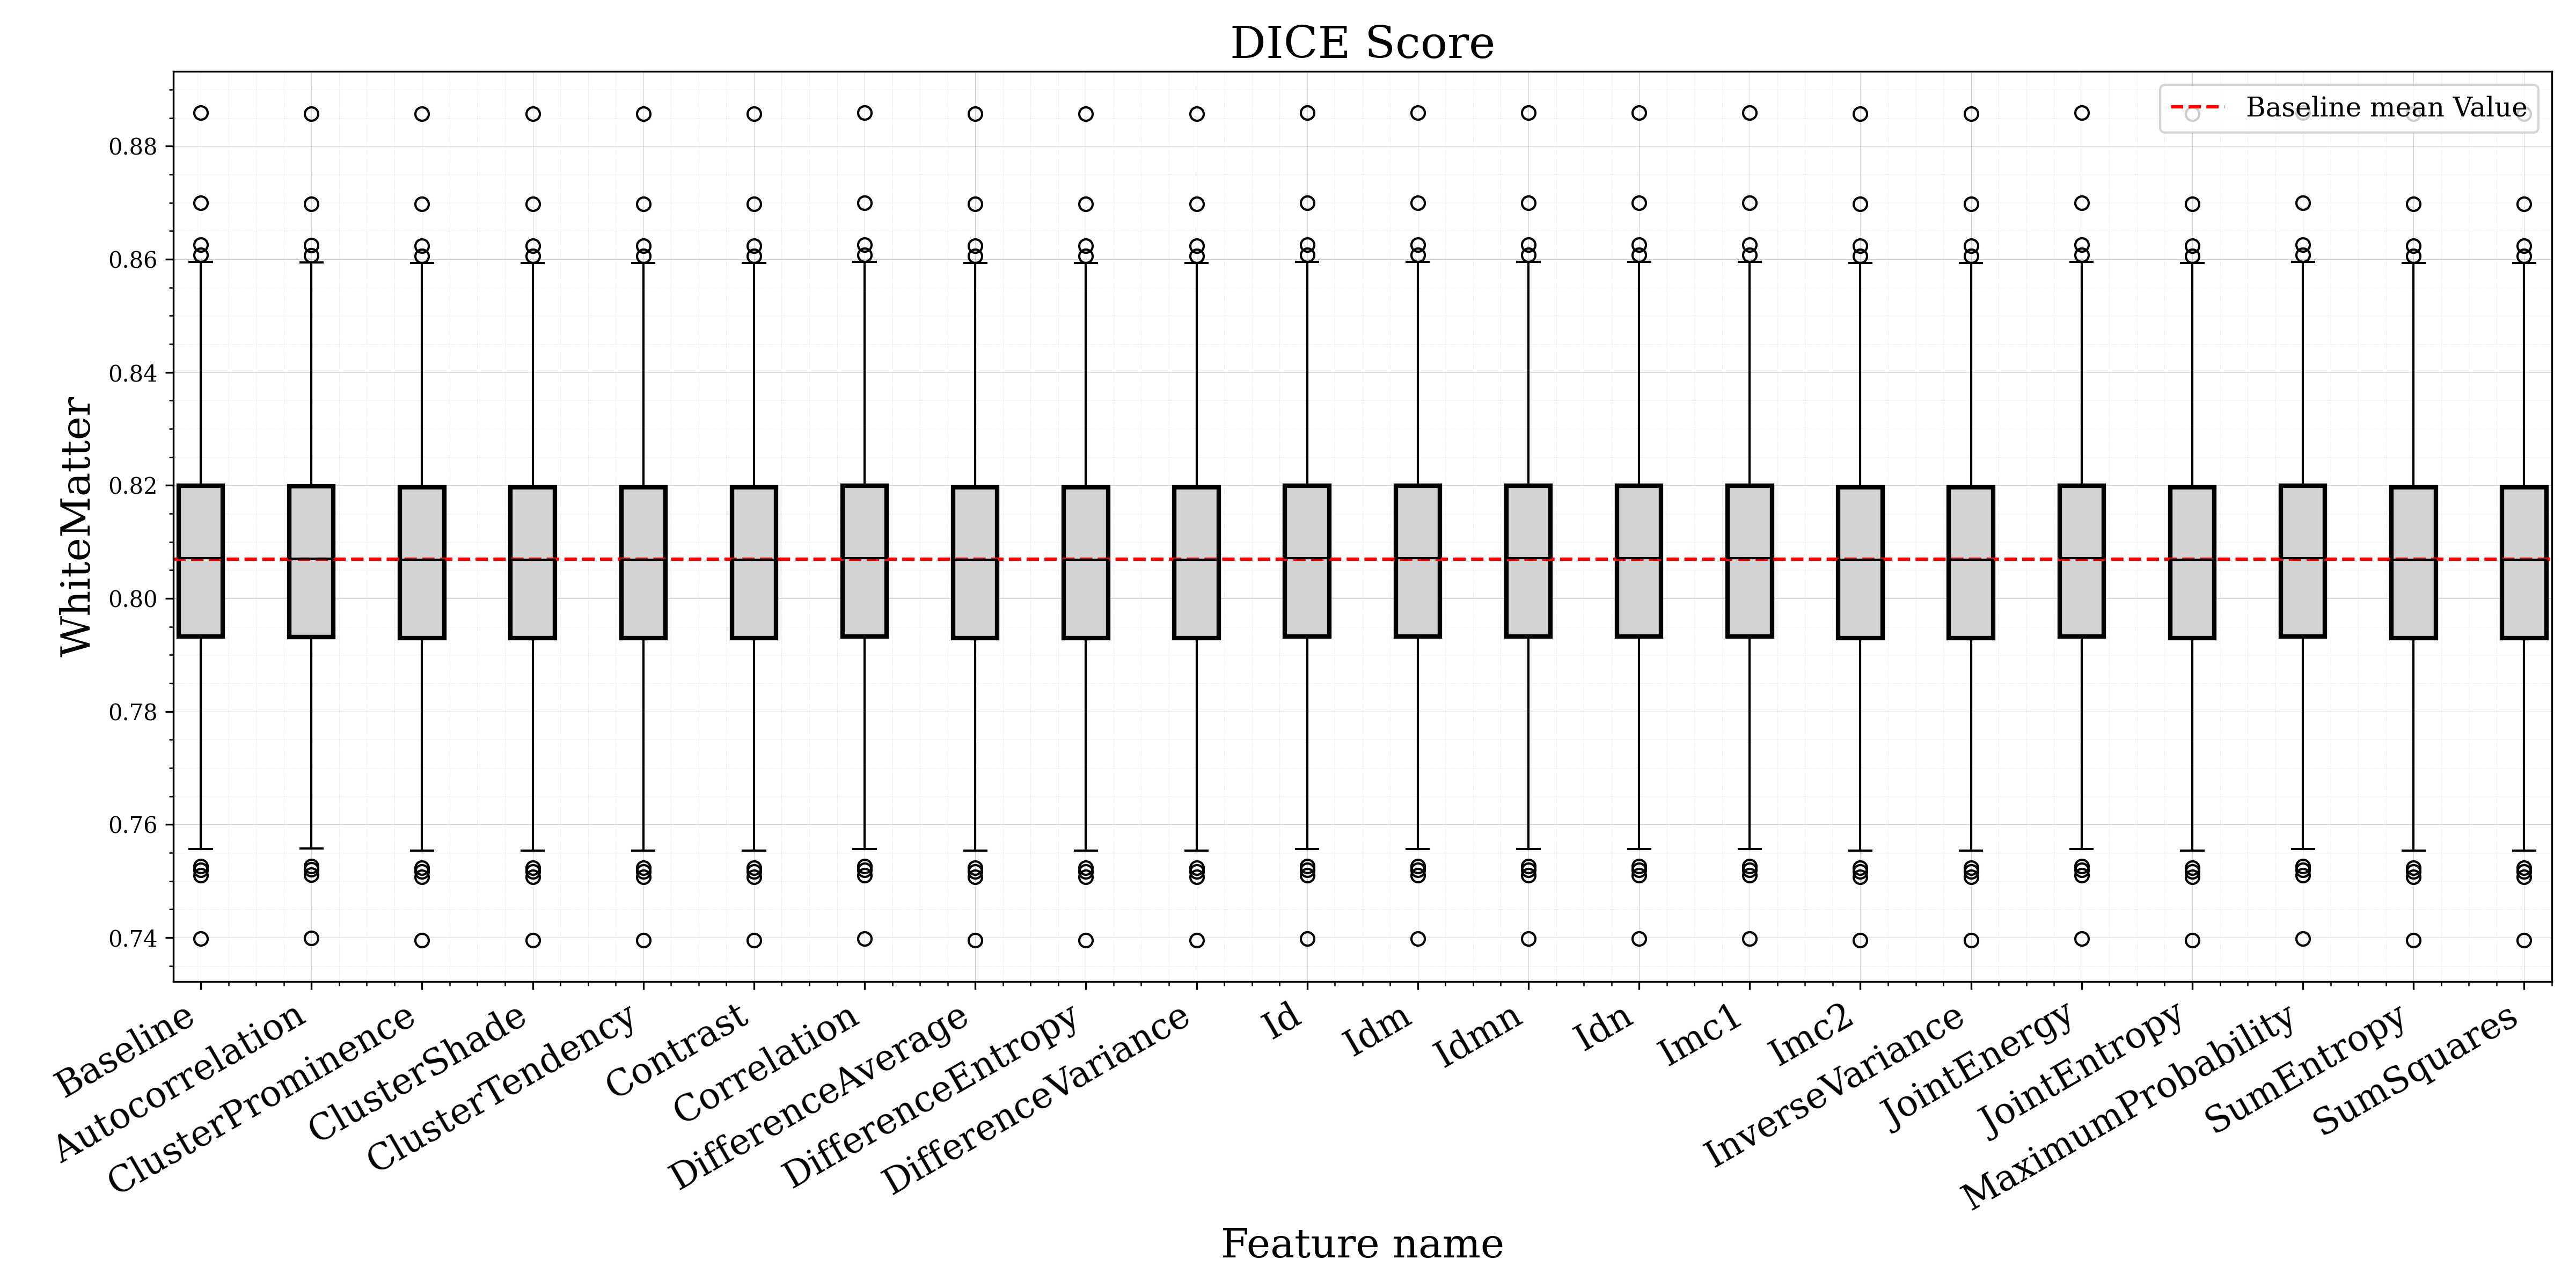 DICE Score
Baseline mean Value
WhiteMatter
0.88
0.86
0.84
0.82
0.80
0.78
0.76
0.74
Baseline
Autocorrelation
ClusterProminence
ClusterShade
ClusterTendency
Contrast
Correlation
DifferenceAverage
DifferenceEntropy
DifferenceVariance
Id
Idm
Idmn
Idn
Imc1
Imc2
InverseVariance
JointEnergy
JointEntropy
MaximumProbability
SumEntropy
SumSquares
Feature name